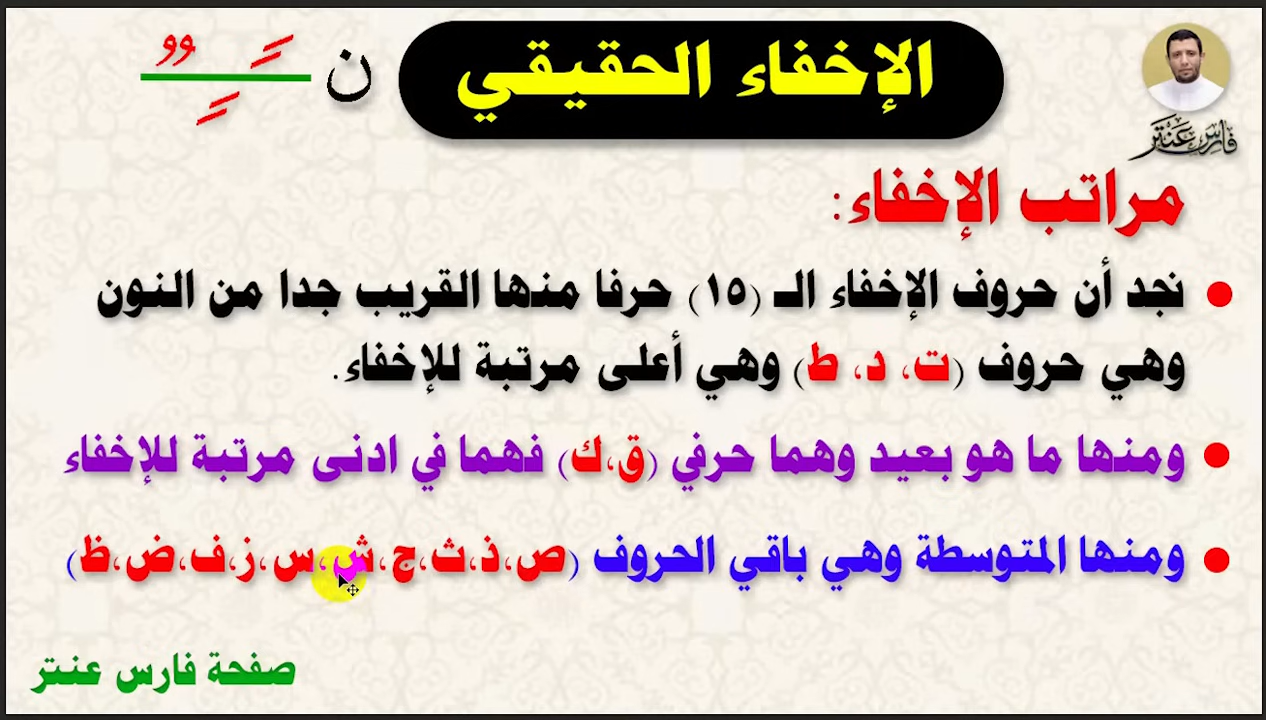 الإخفاء الحقيقي
ن ـًـٍـٌ
فارس عنتر
مراتب الإخفاء:
• نجد أن حروف الإخفاء الـ (١٥) حرفا منها القريب جدا من النون
وهي حروف (ت، د، ط) وهي أعلى مرتبة للإخفاء.
• ومنها ما هو بعيد وهما حرفي (ق،ك) فهما في ادنى مرتبة للإخفاء
• ومنها المتوسطة وهي باقي الحروف (ص،ذ،ث،ج،ش،س،ز،ف،ض،ظ)
صفحة فارس عنتر